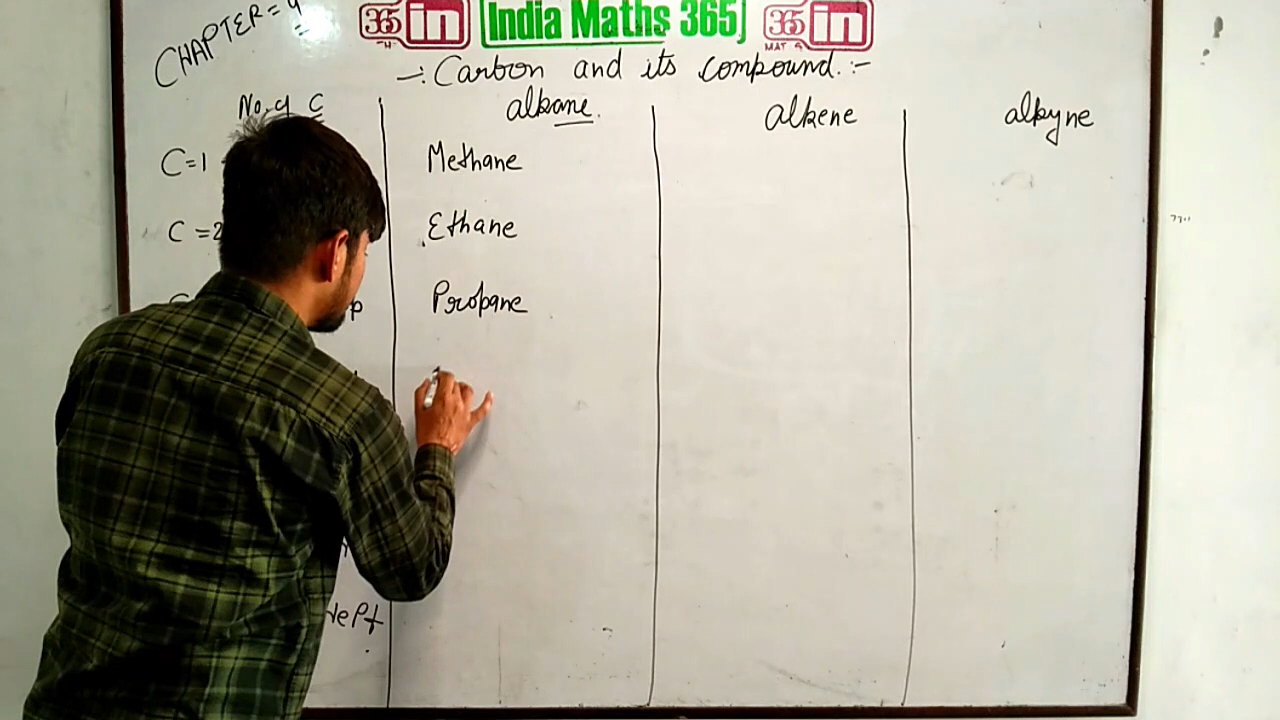 CHAPTER = 4
365 in India Maths 365 365 in
-: Carbon and its compound. :-
No. of C alkane. alkene alkyne
C=1 Methane
C=2 Ethane
p Propane